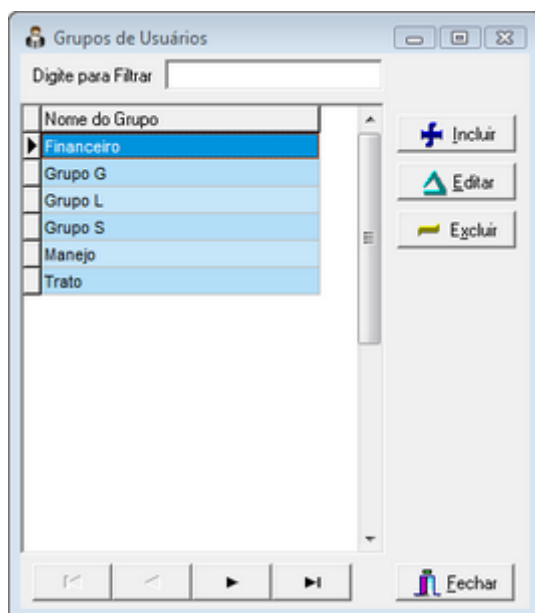 Grupos de Usuários
Digite para Filtrar
Nome do Grupo
Financeiro
Grupo G
Grupo L
Grupo S
Manejo
Trato
Incluir
Editar
Excluir
Fechar